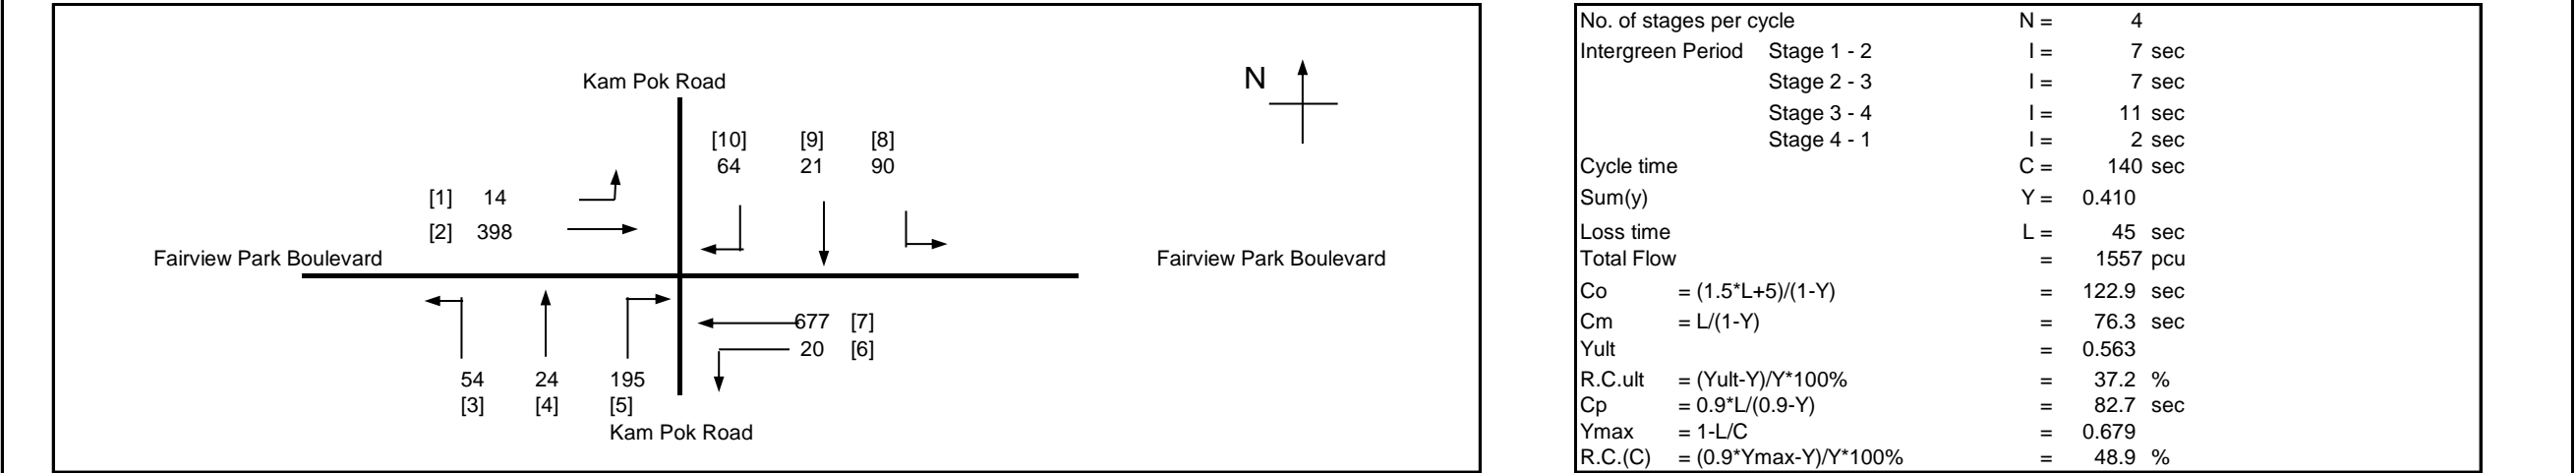 Kam Pok Road
N
[10] [9] [8]
64 21 90
[1] 14
[2] 398
Fairview Park Boulevard
Fairview Park Boulevard
677 [7]
20 [6]
54 24 195
[3] [4] [5]
Kam Pok Road
No. of stages per cycle N = 4
Intergreen Period Stage 1 - 2 I = 7 sec
Stage 2 - 3 I = 7 sec
Stage 3 - 4 I = 11 sec
Stage 4 - 1 I = 2 sec
Cycle time C = 140 sec
Sum(y) Y = 0.410
Loss time L = 45 sec
Total Flow = 1557 pcu
Co = (1.5*L+5)/(1-Y) = 122.9 sec
Cm = L/(1-Y) = 76.3 sec
Yult = 0.563
R.C.ult = (Yult-Y)/Y*100% = 37.2 %
Cp = 0.9*L/(0.9-Y) = 82.7 sec
Ymax = 1-L/C = 0.679
R.C.(C) = (0.9*Ymax-Y)/Y*100% = 48.9 %